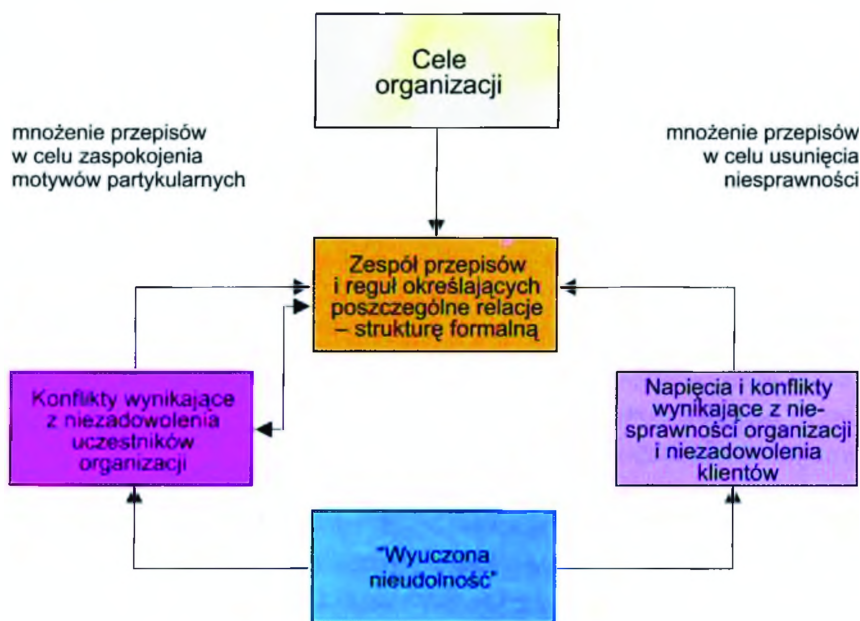 Cele
organizacji
mnożenie przepisów
w celu zaspokojenia
motywów partykularnych
mnożenie przepisów
w celu usunięcia
niesprawności
Zespół przepisów
i reguł określających
poszczególne relacje
– strukturę formalną
Konflikty wynikające
z niezadowolenia
uczestników
organizacji
Napięcia i konflikty
wynikające z nie-
sprawności organizacji
i niezadowolenia
klientów
"Wyuczona
nieudolność"